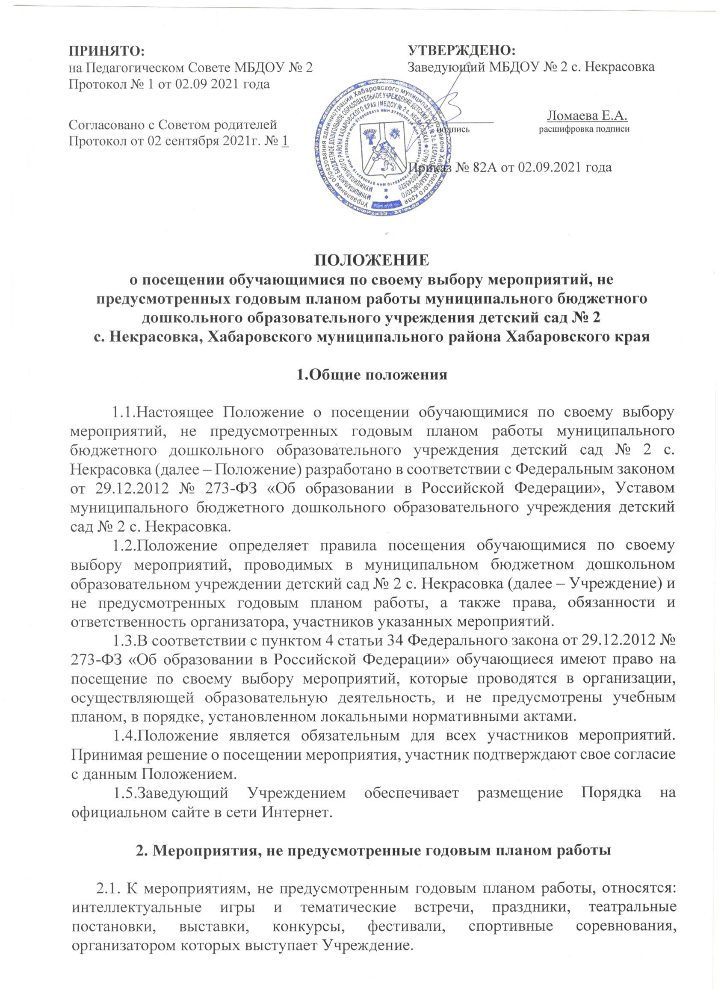 ПРИНЯТО:
на Педагогическом Совете МБДОУ № 2
Протокол № 1 от 02.09 2021 года
Согласовано с Советом родителей
Протокол от 02 сентября 2021г. № 1
УТВЕРЖДЕНО:
Заведующий МБДОУ № 2 с. Некрасовка
Ломаева Е.А.
подпись расшифровка подписи
Приказ № 82А от 02.09.2021 года
ПОЛОЖЕНИЕ
о посещении обучающимися по своему выбору мероприятий, не
предусмотренных годовым планом работы муниципального бюджетного
дошкольного образовательного учреждения детский сад № 2
с. Некрасовка, Хабаровского муниципального района Хабаровского края
1.Общие положения
1.1.Настоящее Положение о посещении обучающимися по своему выбору
мероприятий, не предусмотренных годовым планом работы муниципального
бюджетного дошкольного образовательного учреждения детский сад № 2 с.
Некрасовка (далее – Положение) разработано в соответствии с Федеральным законом
от 29.12.2012 № 273-ФЗ «Об образовании в Российской Федерации», Уставом
муниципального бюджетного дошкольного образовательного учреждения детский
сад № 2 с. Некрасовка.
1.2.Положение определяет правила посещения обучающимися по своему
выбору мероприятий, проводимых в муниципальном бюджетном дошкольном
образовательном учреждении детский сад № 2 с. Некрасовка (далее – Учреждение) и
не предусмотренных годовым планом работы, а также права, обязанности и
ответственность организатора, участников указанных мероприятий.
1.3.В соответствии с пунктом 4 статьи 34 Федерального закона от 29.12.2012 №
273-ФЗ «Об образовании в Российской Федерации» обучающиеся имеют право на
посещение по своему выбору мероприятий, которые проводятся в организации,
осуществляющей образовательную деятельность, и не предусмотрены учебным
планом, в порядке, установленном локальными нормативными актами.
1.4.Положение является обязательным для всех участников мероприятий.
Принимая решение о посещении мероприятия, участник подтверждают свое согласие
с данным Положением.
1.5.Заведующий Учреждением обеспечивает размещение Порядка на
официальном сайте в сети Интернет.
2. Мероприятия, не предусмотренные годовым планом работы
2.1. К мероприятиям, не предусмотренным годовым планом работы, относятся:
интеллектуальные игры и тематические встречи, праздники, театральные
постановки, выставки, конкурсы, фестивали, спортивные соревнования,
организатором которых выступает Учреждение.
Управление образования администрации Хабаровского муниципального района Хабаровского края
МУНИЦИПАЛЬНОЕ БЮДЖЕТНОЕ ДОШКОЛЬНОЕ ОБРАЗОВАТЕЛЬНОЕ УЧРЕЖДЕНИЕ ДЕТСКИЙ САД № 2 с. НЕКРАСОВКА ХАБАРОВСКОГО
МУНИЦИПАЛЬНОГО РАЙОНА ХАБАРОВСКОГО КРАЯ (МБДОУ № 2 с. НЕКРАСОВКА)
ИНН 2720022410